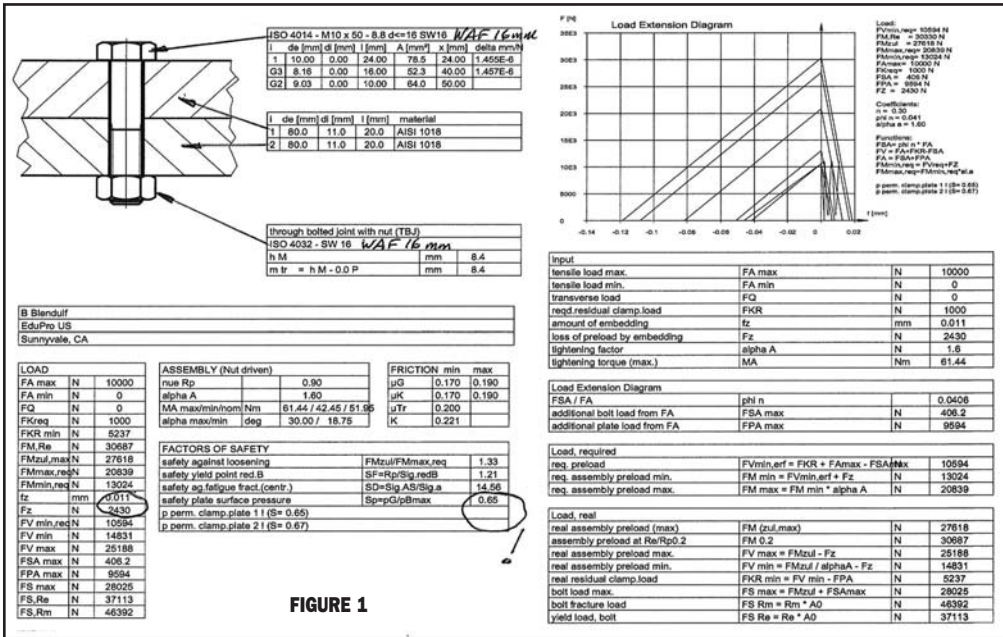 ISO 4014 - M10 x 50 - 8.8 d<=16 SW16 WAF 16mm
i de [mm] di [mm] l [mm] A [mm²] x [mm] delta mm/N
1 10.00 0.00 24.00 78.5 24.00 1.455E-6
G3 8.16 0.00 16.00 52.3 40.00 1.457E-6
G2 9.03 0.00 10.00 64.0 50.00
i de [mm] di [mm] l [mm] material
1 80.0 11.0 20.0 AISI 1018
2 80.0 11.0 20.0 AISI 1018
through bolted joint with nut (TBJ)
ISO 4032 - SW 16 WAF 16 mm
h M mm 8.4
m tr = h M - 0.0 P mm 8.4
B Blendulf
EduPro US
Sunnyvale, CA
LOAD
FA max N 10000
FA min N 0
FQ N 0
FKreq N 1000
FKR min N 5237
FM,Re N 30687
FMzul,max N 27618
FMmax,req N 20839
FMmin,req N 13024
fz mm 0.011
Fz N 2430
FV min,req N 10594
FV min N 14831
FV max N 25188
FSA max N 406.2
FPA max N 9594
FS max N 28025
FS,Re N 37113
FS,Rm N 46392
ASSEMBLY (Nut driven)
nue Rp 0.90
alpha A 1.60
MA max/min/nom Nm 61.44 / 42.45 / 51.95
alpha max/min deg 30.00 / 18.75
FRICTION min max
µG 0.170 0.190
µK 0.170 0.190
µTr 0.200
K 0.221
FACTORS OF SAFETY
safety against loosening FMzul/FMmax,req 1.33
safety yield point red.B SF=Rp/Sig.redB 1.21
safety ag.fatigue fract.(centr.) SD=Sig.AS/Sig.a 14.56
safety plate surface pressure Sp=pG/pBmax 0.65
p perm. clamp.plate 1 ! (S= 0.65)
p perm. clamp.plate 2 ! (S= 0.67)
!
FIGURE 1
F [N]
Load Extension Diagram
35E3
30E3
25E3
20E3
15E3
10E3
5000
0
-0.14 -0.12 -0.1 -0.08 -0.06 -0.04 -0.02 0 0.02
f [mm]
Load:
FVmin,req= 10594 N
FMzul = 27618 N
FMmax,req= 20839 N
FMmin,req= 13024 N
FAmax= 10000 N
FKreq= 1000 N
FSA= 406 N
FPA = 9594 N
FZ = 2430 N
Coefficients:
n = 0.30
phi n = 0.041
alpha a = 1.60
Functions:
FSA= phi n * FA
FV = FA+FKR-FSA
FA = FSA+FPA
FMmin,req = FVreq+FZ
FMmax,req=FMmin,req*al.a
p perm. clamp.plate 1 ! (S= 0.65)
p perm. clamp.plate 2 ! (S= 0.67)
Input
tensile load max. FA max N 10000
tensile load min. FA min N 0
transverse load FQ N 0
reqd.residual clamp.load FKR N 1000
amount of embedding fz mm 0.011
loss of preload by embedding Fz N 2430
tightening factor alpha A N 1.6
tightening torque (max.) MA Nm 61.44
Load Extension Diagram
FSA / FA phi n 0.0406
additional bolt load from FA FSA max N 406.2
additional plate load from FA FPA max N 9594
Load, required
req. preload FVmin,erf = FKR + FAmax - FSAmax N 10594
req. assembly preload min. FM min = FVmin,erf + Fz N 13024
req. assembly preload max. FM max = FM min * alpha A N 20839
Load, real
real assembly preload (max) FM (zul,max) N 27618
assembly preload at Re/Rp0.2 FM 0.2 N 30687
real assembly preload max. FV max = FMzul - Fz N 25188
real assembly preload min. FV min = FMzul / alphaA - Fz N 14831
real residual clamp.load FKR min = FV min - FPA N 5237
bolt load max. FS max = FMzul + FSAmax N 28025
bolt fracture load FS Rm = Rm * A0 N 46392
yield load, bolt FS Re = Re * A0 N 37113